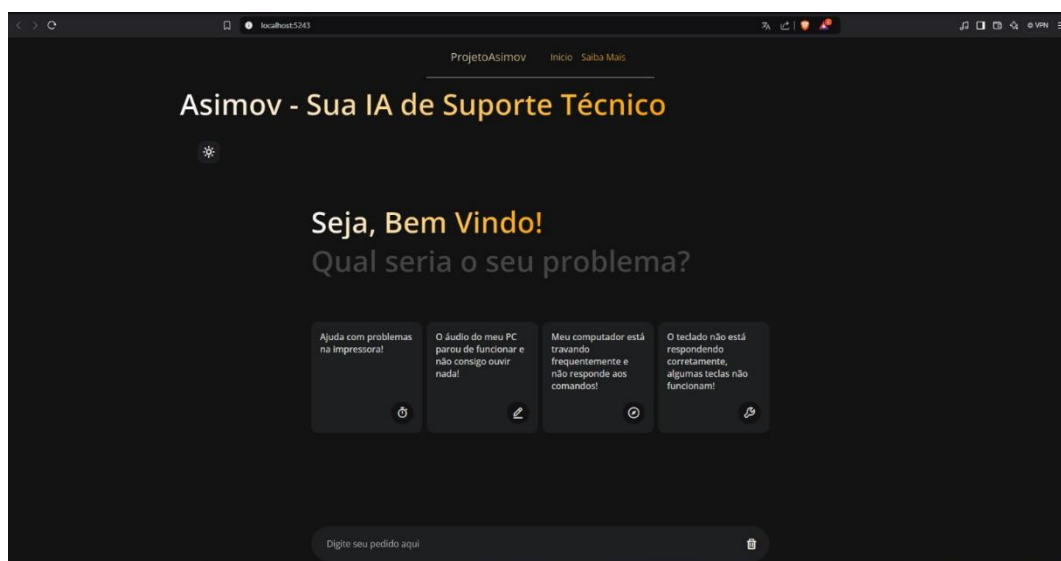 localhost:5243
VPN
ProjetoAsimov Inicio Saiba Mais
Asimov - Sua IA de Suporte Técnico
Seja, Bem Vindo!
Qual seria o seu problema?
Ajuda com problemas
na impressora!
O áudio do meu PC
parou de funcionar e
não consigo ouvir
nada!
Meu computador está
travando
frequentemente e
não responde aos
comandos!
O teclado não está
respondendo
corretamente,
algumas teclas não
funcionam!
Digite seu pedido aqui